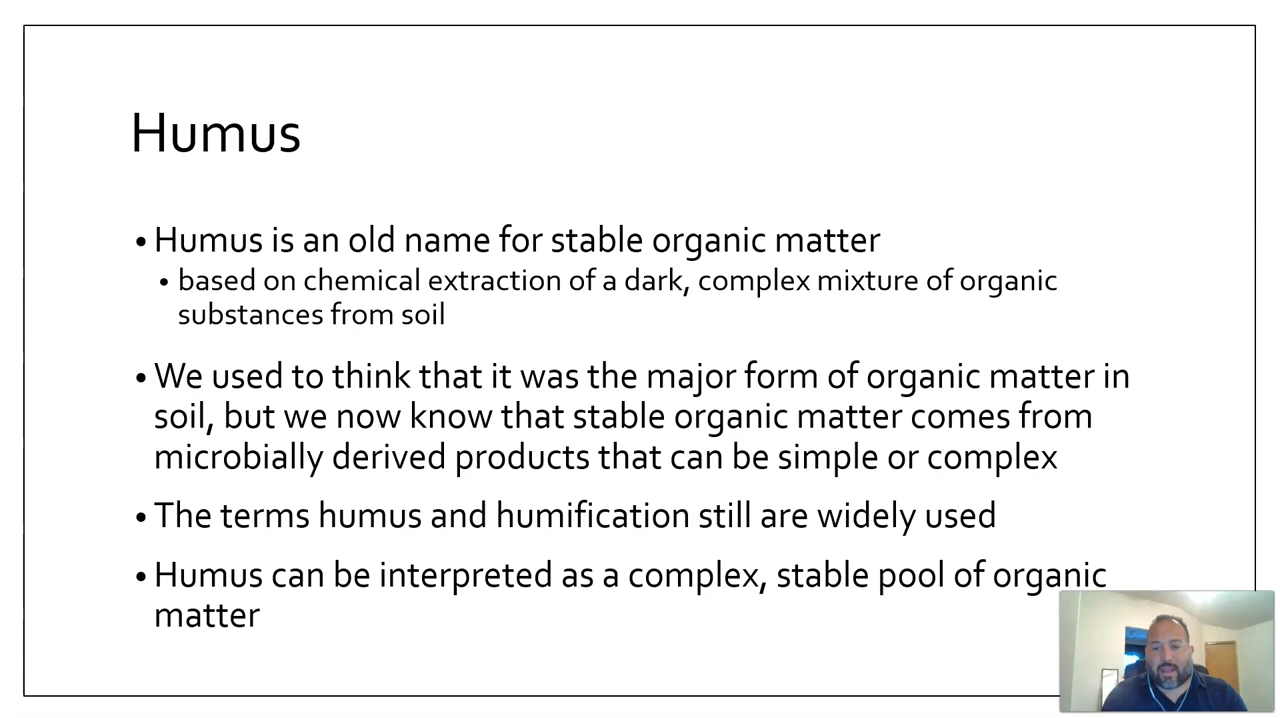 Humus
• Humus is an old name for stable organic matter
• based on chemical extraction of a dark, complex mixture of organic
substances from soil
• We used to think that it was the major form of organic matter in
soil, but we now know that stable organic matter comes from
microbially derived products that can be simple or complex
• The terms humus and humification still are widely used
• Humus can be interpreted as a complex, stable pool of organic
matter